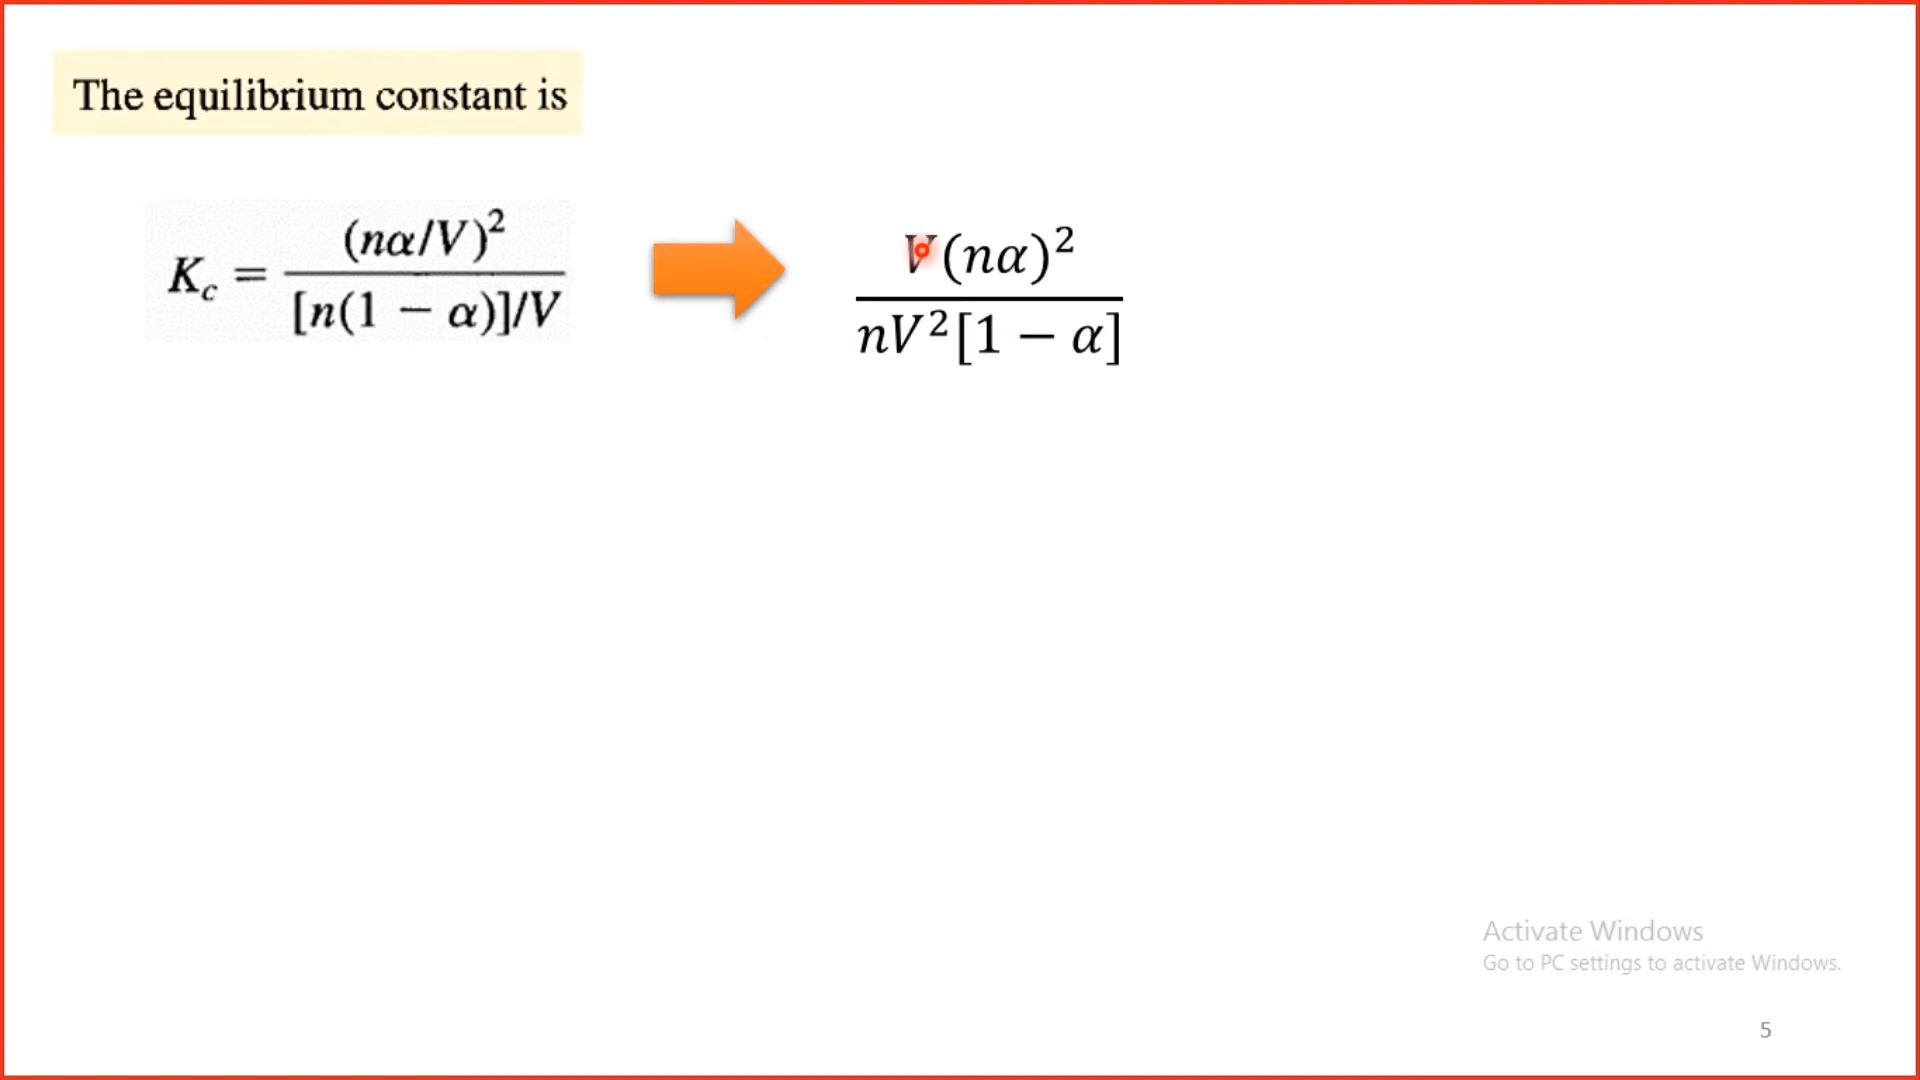 The equilibrium constant is
K_c = (nα/V)² / [n(1 − α)]/V
V(nα)² / nV²[1 − α]
Activate Windows
Go to PC settings to activate Windows.
5